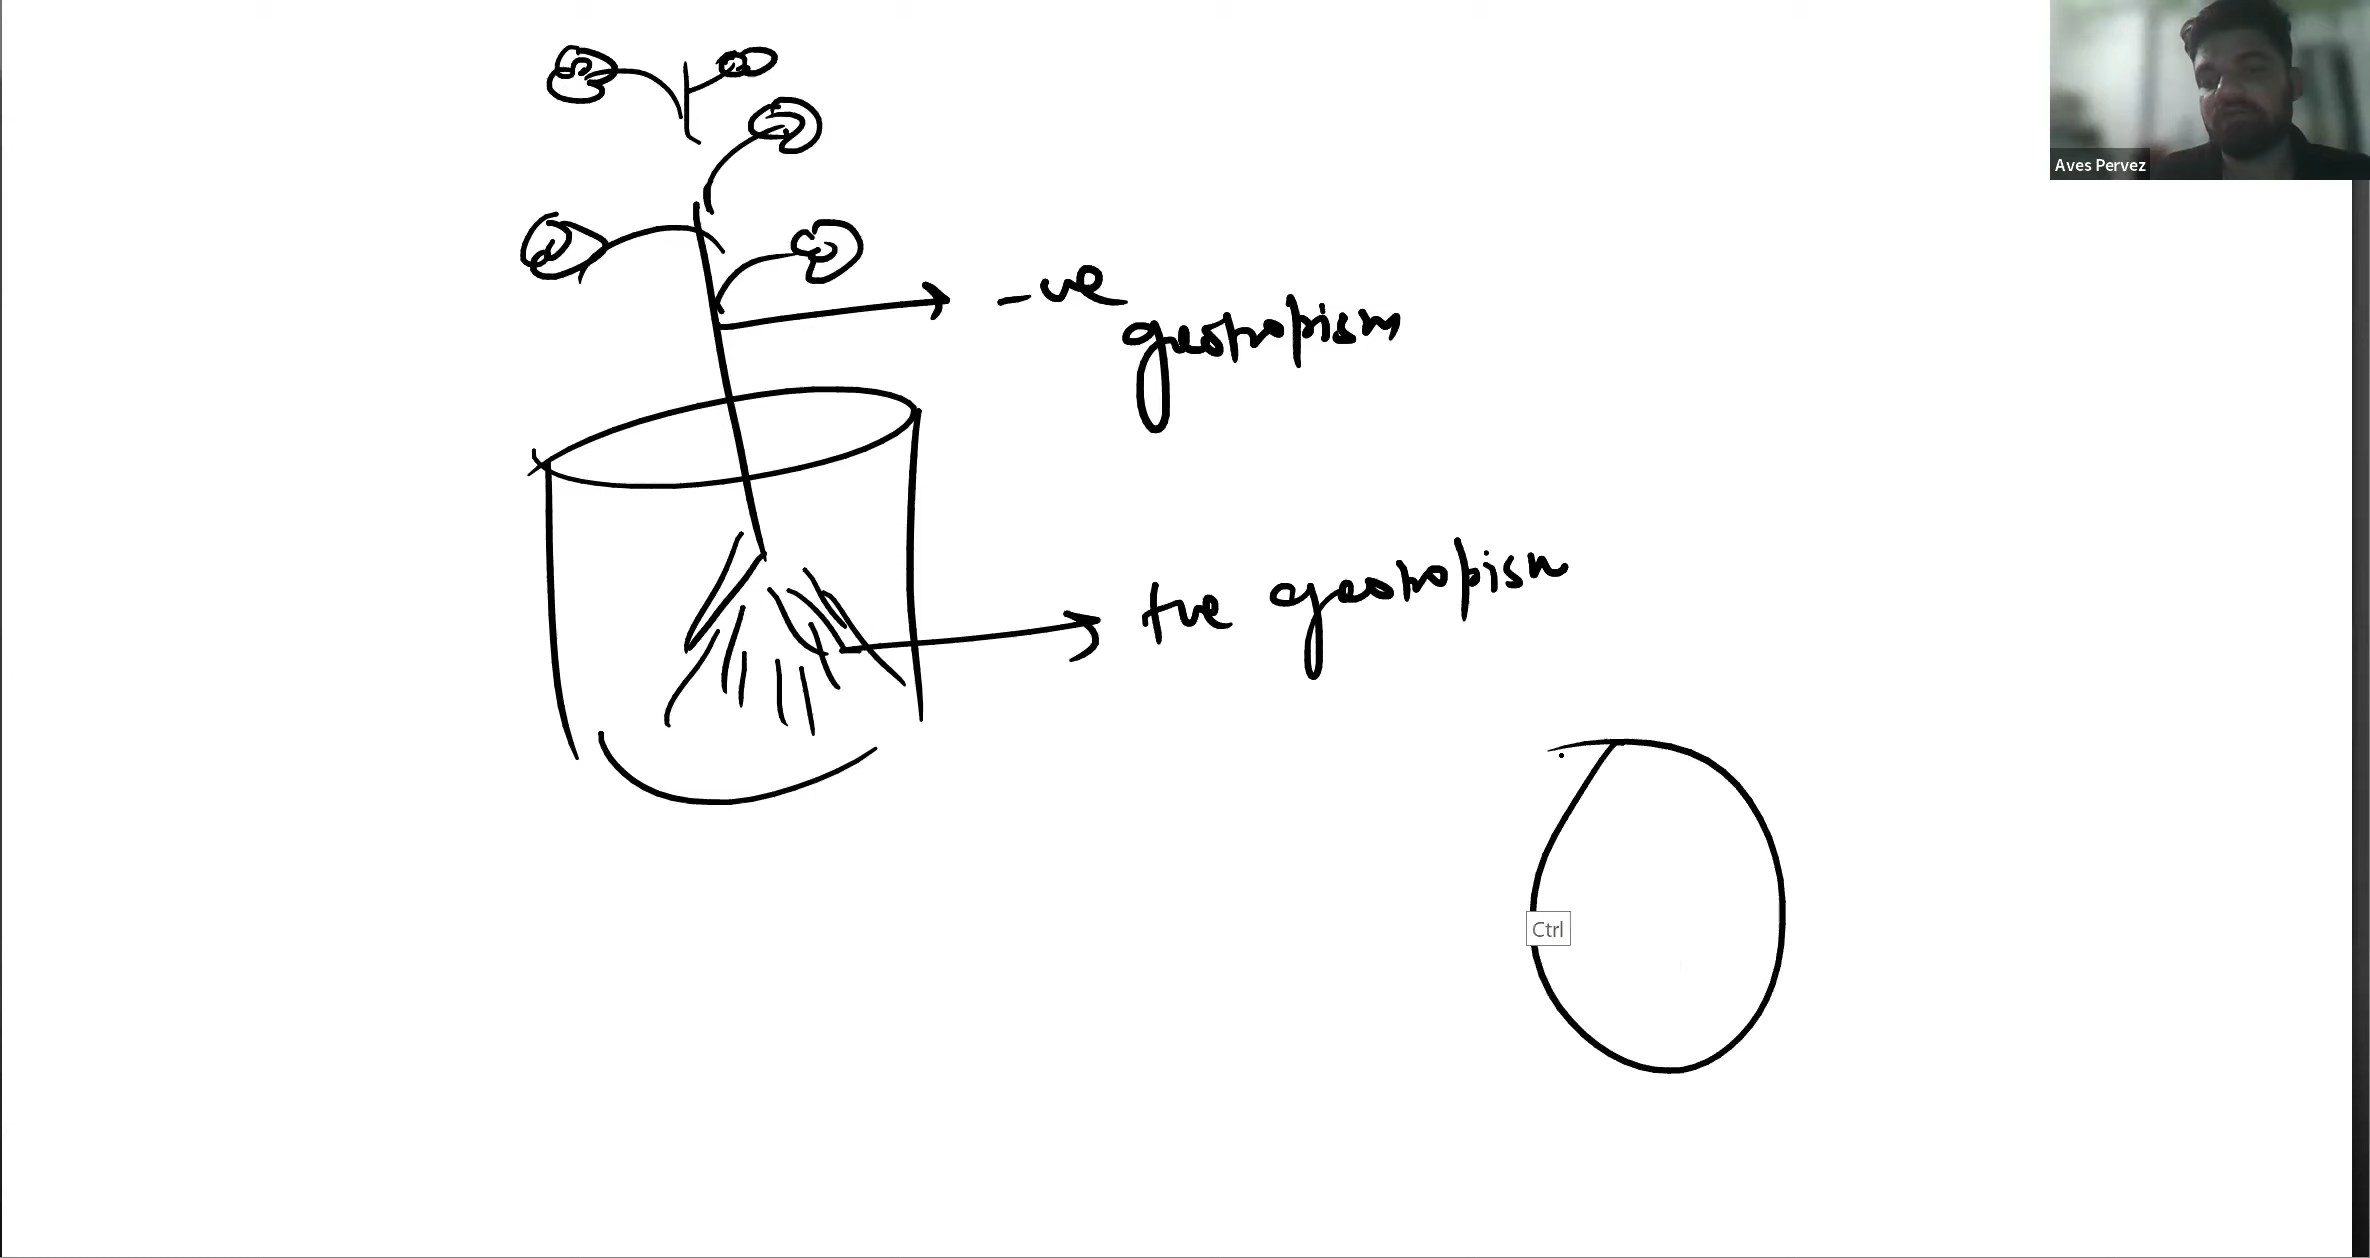 Aves Pervez
-ve
geotropism
+ve geotropism
Ctrl